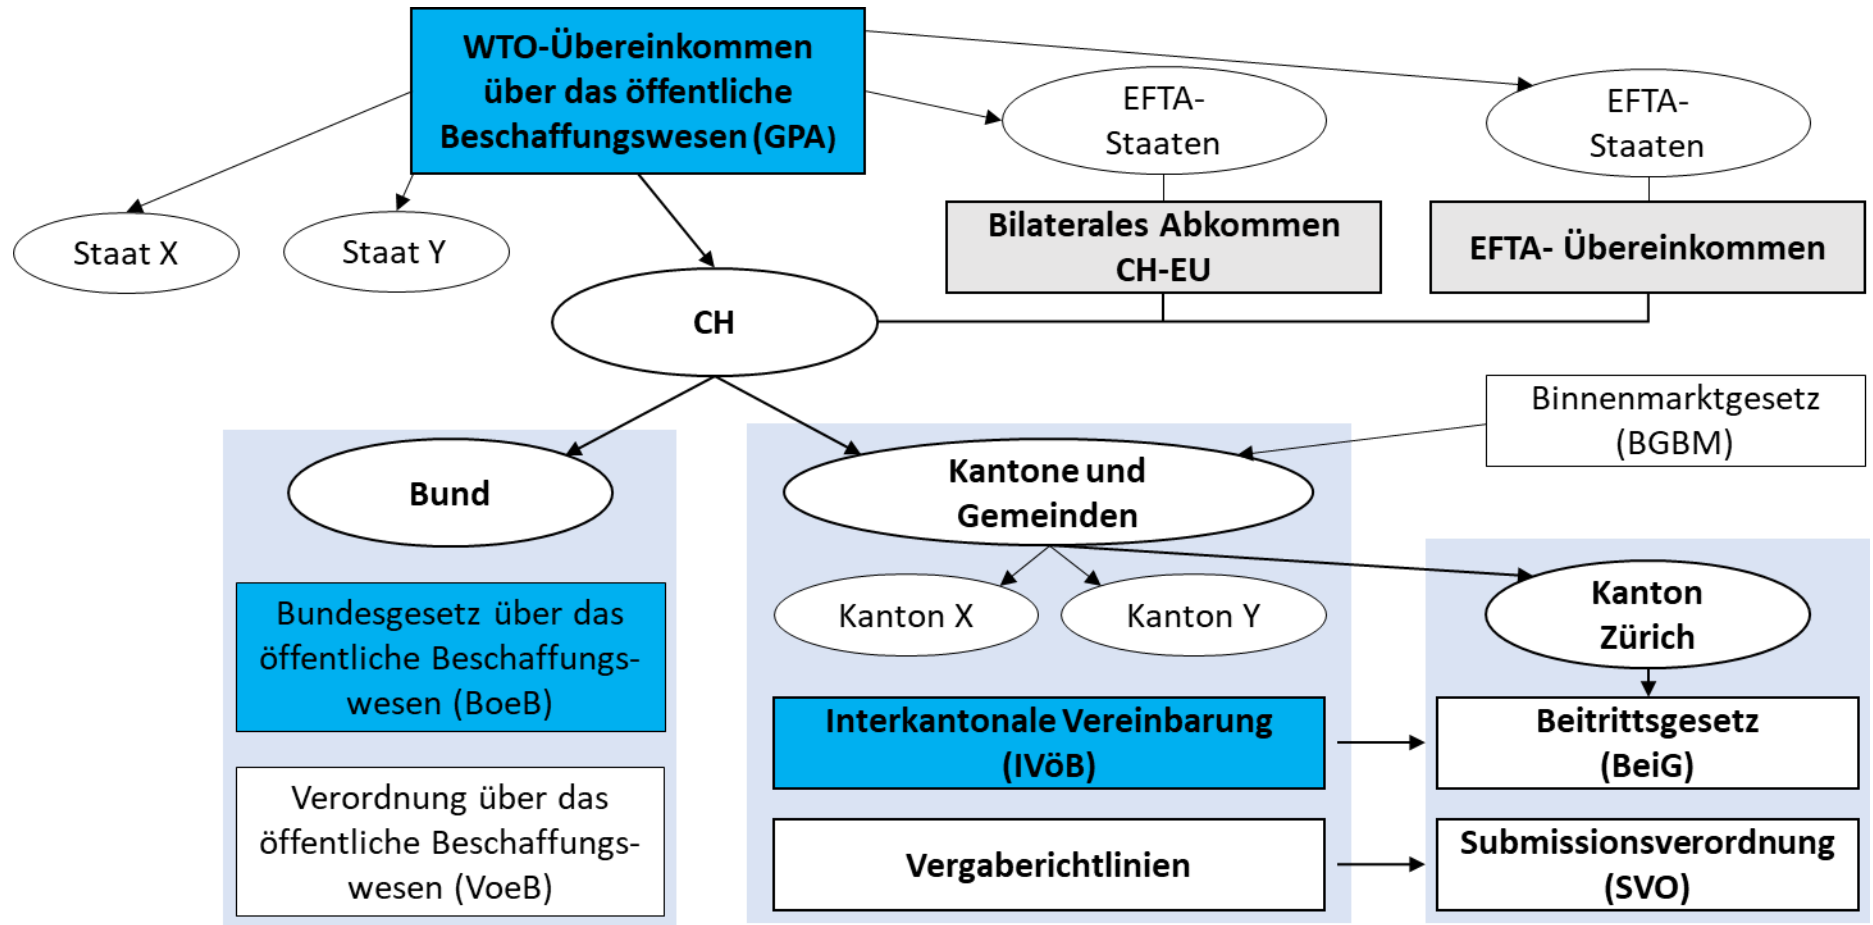 WTO-Übereinkommen
über das öffentliche
Beschaffungswesen (GPA)
EFTA-
Staaten
EFTA-
Staaten
Staat X
Staat Y
Bilaterales Abkommen
CH-EU
EFTA- Übereinkommen
CH
Binnenmarktgesetz
(BGBM)
Bund
Kantone und
Gemeinden
Kanton X
Kanton Y
Kanton
Zürich
Bundesgesetz über das
öffentliche Beschaffungs-
wesen (BoeB)
Interkantonale Vereinbarung
(IVöB)
Beitrittsgesetz
(BeiG)
Verordnung über das
öffentliche Beschaffungs-
wesen (VoeB)
Vergaberichtlinien
Submissionsverordnung
(SVO)